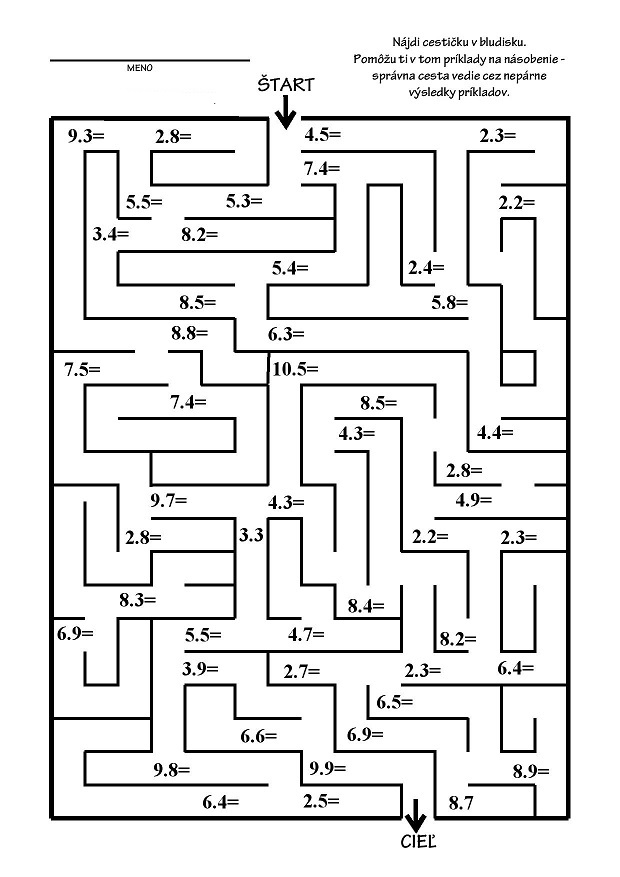 Nájdi cestičku v bludisku.
Pomôžu ti v tom príklady na násobenie -
správna cesta vedie cez nepárne
výsledky príkladov.
MENO
ŠTART
9.3= 2.8= 4.5= 2.3=
7.4=
5.5= 5.3= 2.2=
3.4= 8.2=
5.4= 2.4=
8.5= 5.8=
8.8= 6.3=
7.5= 10.5=
7.4= 8.5=
4.3= 4.4=
2.8=
9.7= 4.3= 4.9=
2.8= 3.3 2.2= 2.3=
8.3= 8.4=
6.9= 5.5= 4.7= 8.2=
3.9= 2.7= 2.3= 6.4=
6.5=
6.6= 6.9=
9.8= 9.9= 8.9=
6.4= 2.5= 8.7
CIEĽ